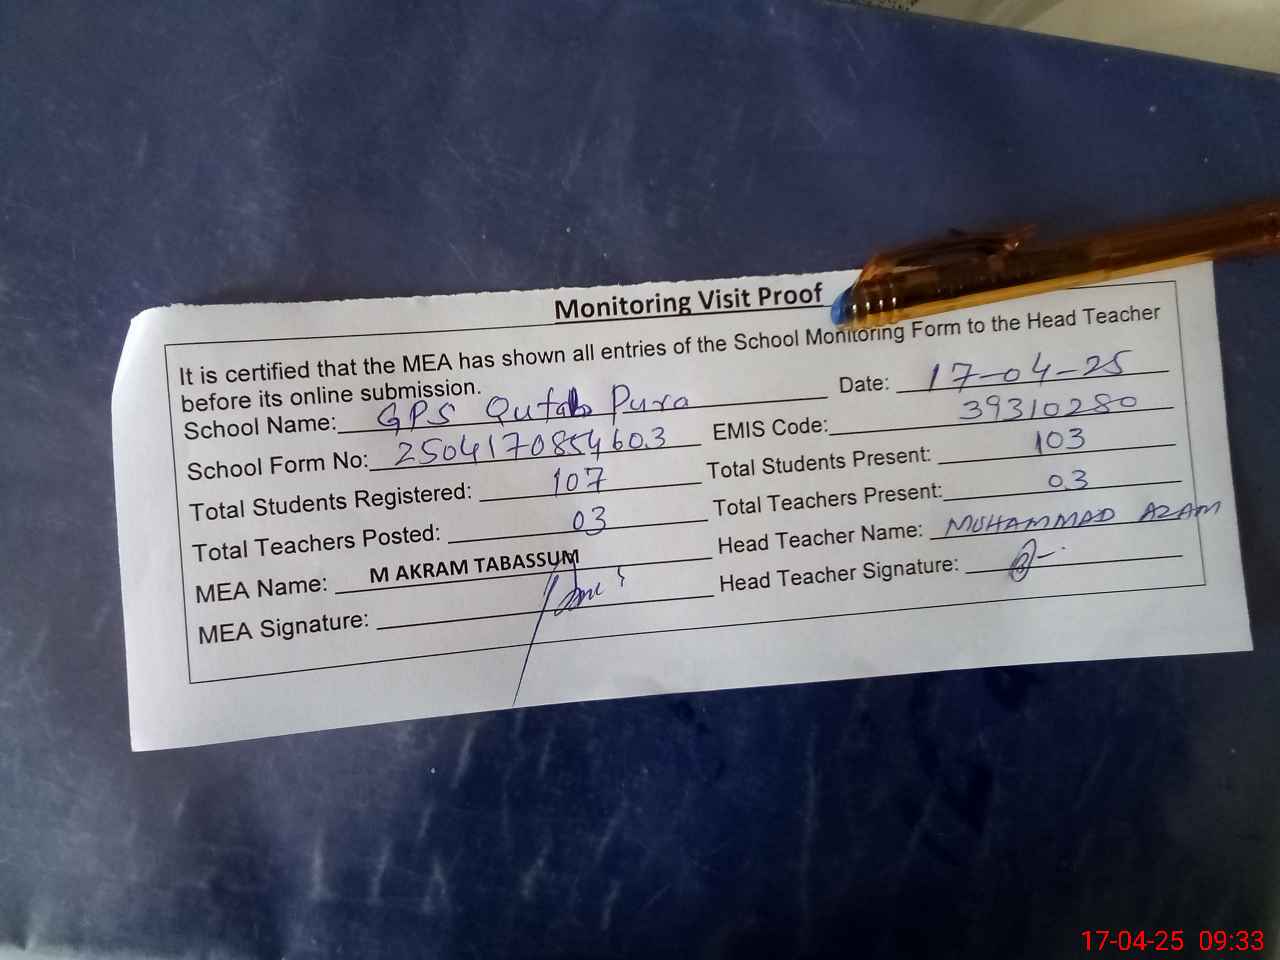 Monitoring Visit Proof
It is certified that the MEA has shown all entries of the School Monitoring Form to the Head Teacher
before its online submission.
Date: 17-04-25
School Name: GPS Qutab Pura
EMIS Code: 39310280
School Form No: 2504170854603
Total Students Present: 103
Total Students Registered: 107
Total Teachers Present: 03
Total Teachers Posted: 03
Head Teacher Name: MUHAMMAD AZAM
MEA Name: M AKRAM TABASSUM
Head Teacher Signature:
MEA Signature:
17-04-25 09:33